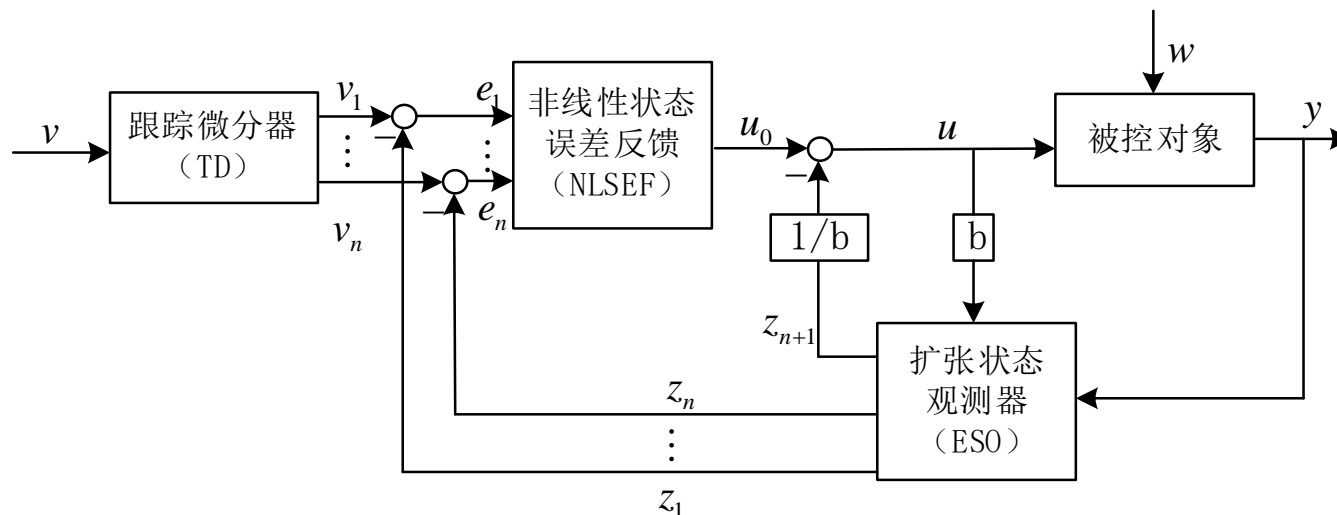 w
v
跟踪微分器
（TD）
v₁
⋮
vₙ
−
−
e₁
⋮
eₙ
非线性状态
误差反馈
（NLSEF）
u₀
−
u
被控对象
y
1/b
b
zₙ₊₁
扩张状态
观测器
（ESO）
zₙ
⋮
z₁